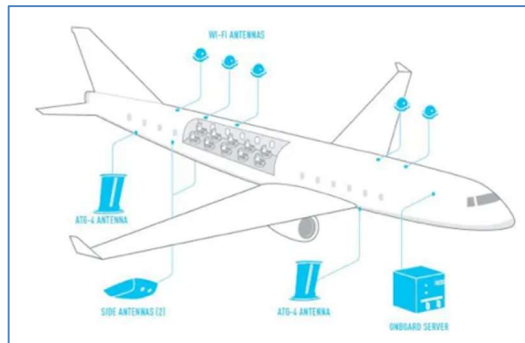 WI-FI ANTENNAS
ATG-4 ANTENNA
SIDE ANTENNAS (2)
ATG-4 ANTENNA
ONBOARD SERVER